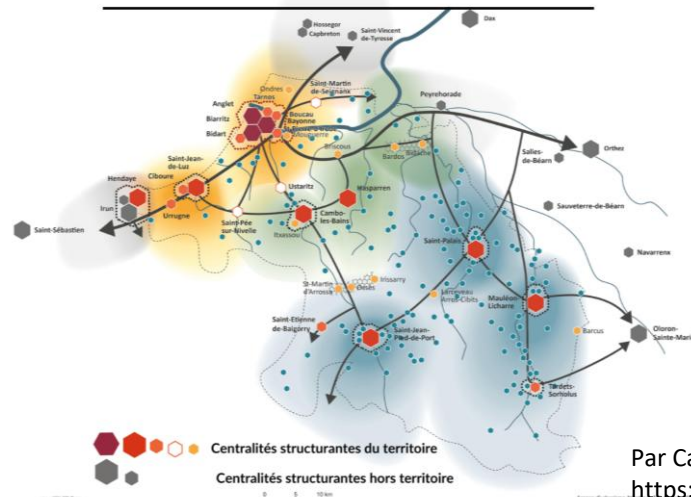 Hossegor
Capbreton
Saint-Vincent
de-Tyrosse
Dax
Ondres
Tarnos
Saint-Martin
de-Seignanx
Peyrehorade
Anglet
Biarritz
Bidart
Boucau
Bayonne
Mouguerre
Briscous
Bardos
Bidache
Orthez
Salies-
de-Béarn
Saint-Jean-
de-Luz
Ciboure
Hendaye
Irun
Urrugne
Saint-Sébastien
Ustaritz
Hasparren
Cambo-
les-Bains
Saint-Pée
sur-Nivelle
Itxassou
Sauveterre-de-Béarn
Saint-Palais
Navarrenx
St-Martin
d'Arrossa
Ossès
Irissarry
Larceveau
Arros-Cibits
Mauléon-
Licharre
Saint-Etienne
de-Baïgorry
Saint-Jean-
Pied-de-Port
Barcus
Oloron-
Sainte-Mari
Tardets-
Sorholus
Centralités structurantes du territoire
Centralités structurantes hors territoire
0 5 10 km
Par Ca
https: